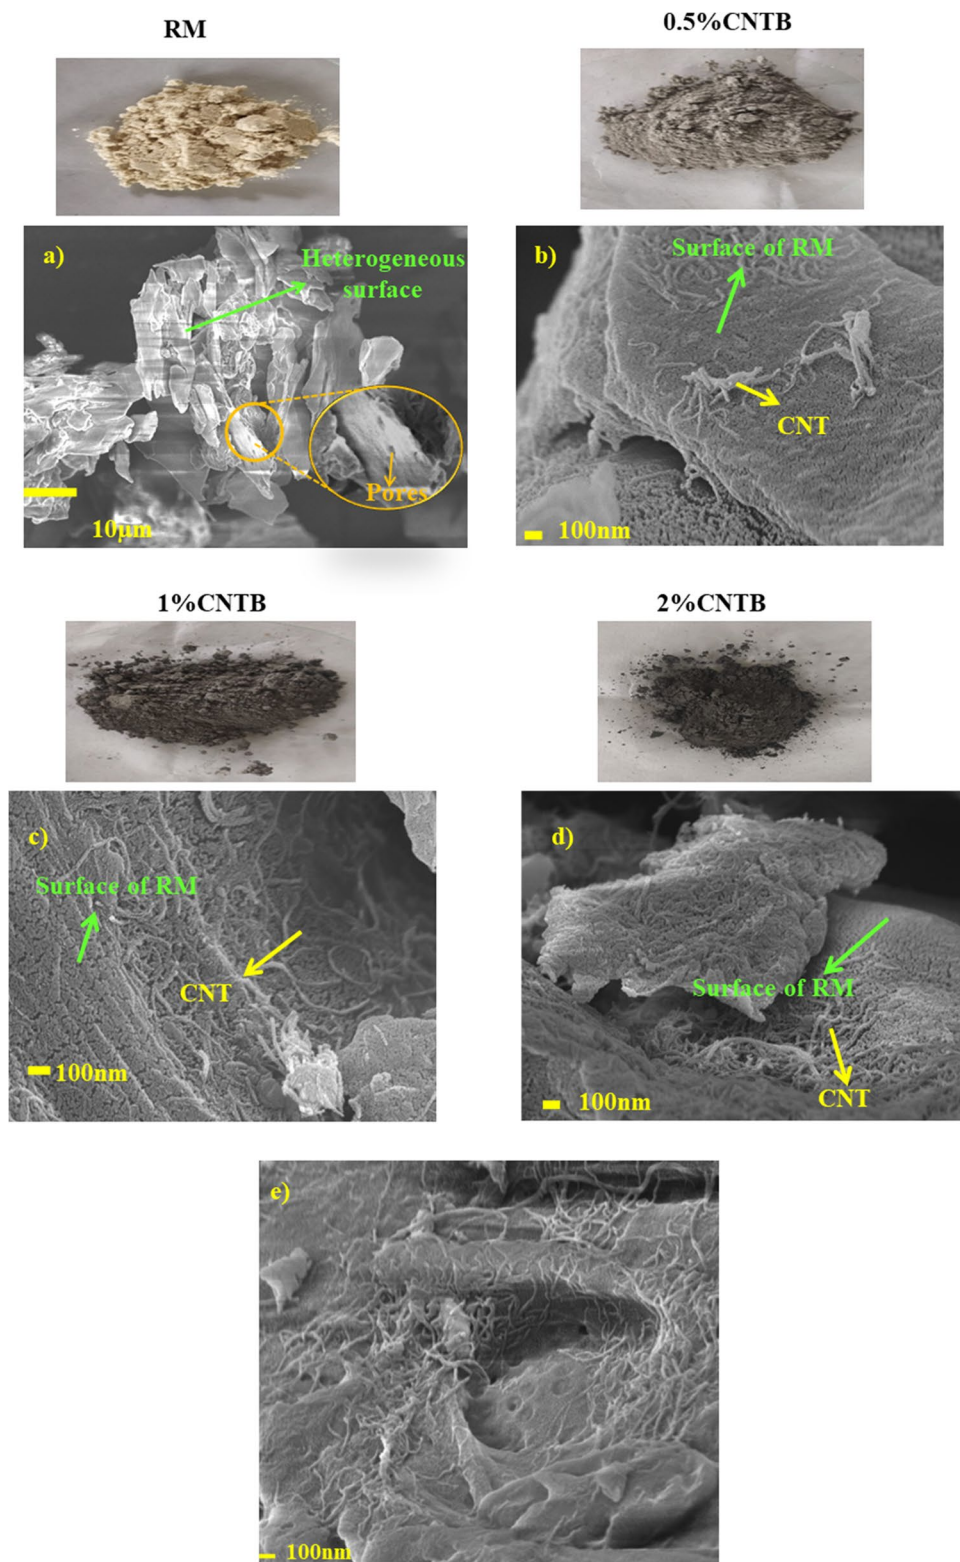 RM
0.5%CNTB
a)
Heterogeneous
surface
Pores
10µm
b)
Surface of RM
CNT
100nm
1%CNTB
2%CNTB
c)
Surface of RM
CNT
100nm
d)
Surface of RM
CNT
100nm
e)
100nm